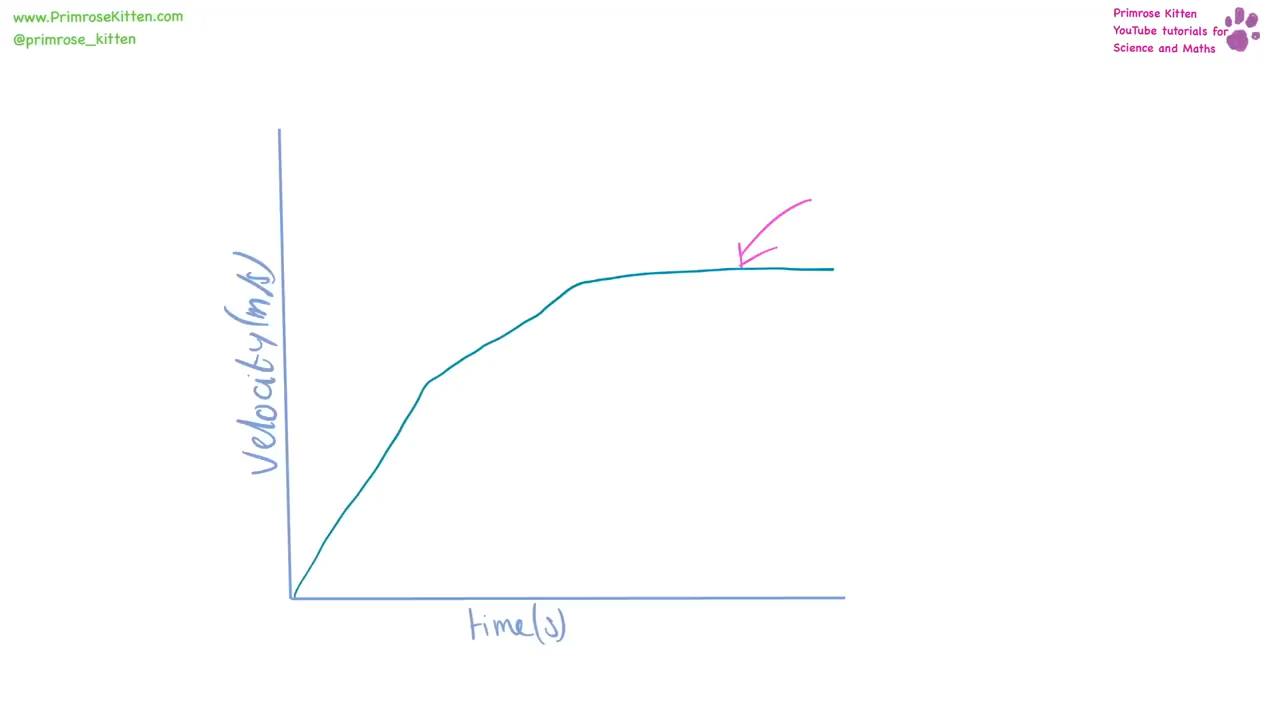 www.PrimroseKitten.com
@primrose_kitten
Primrose Kitten
YouTube tutorials for
Science and Maths
Velocity(m/s)
time(s)